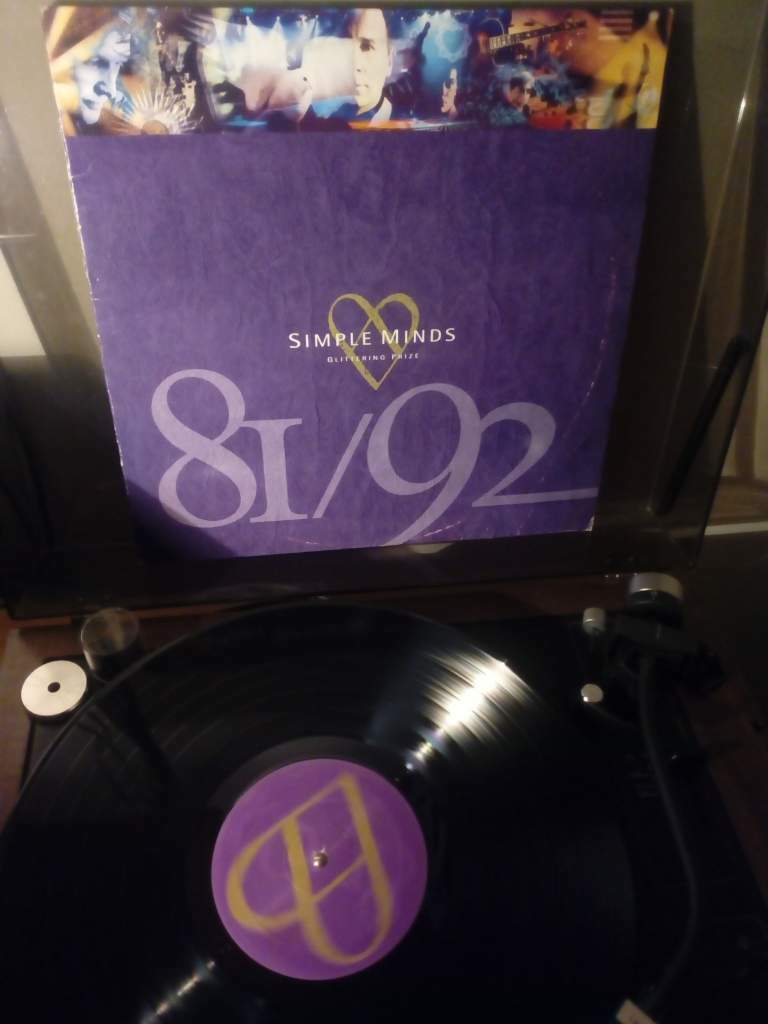 SIMPLE MINDS
GLITTERING PRIZE
81/92